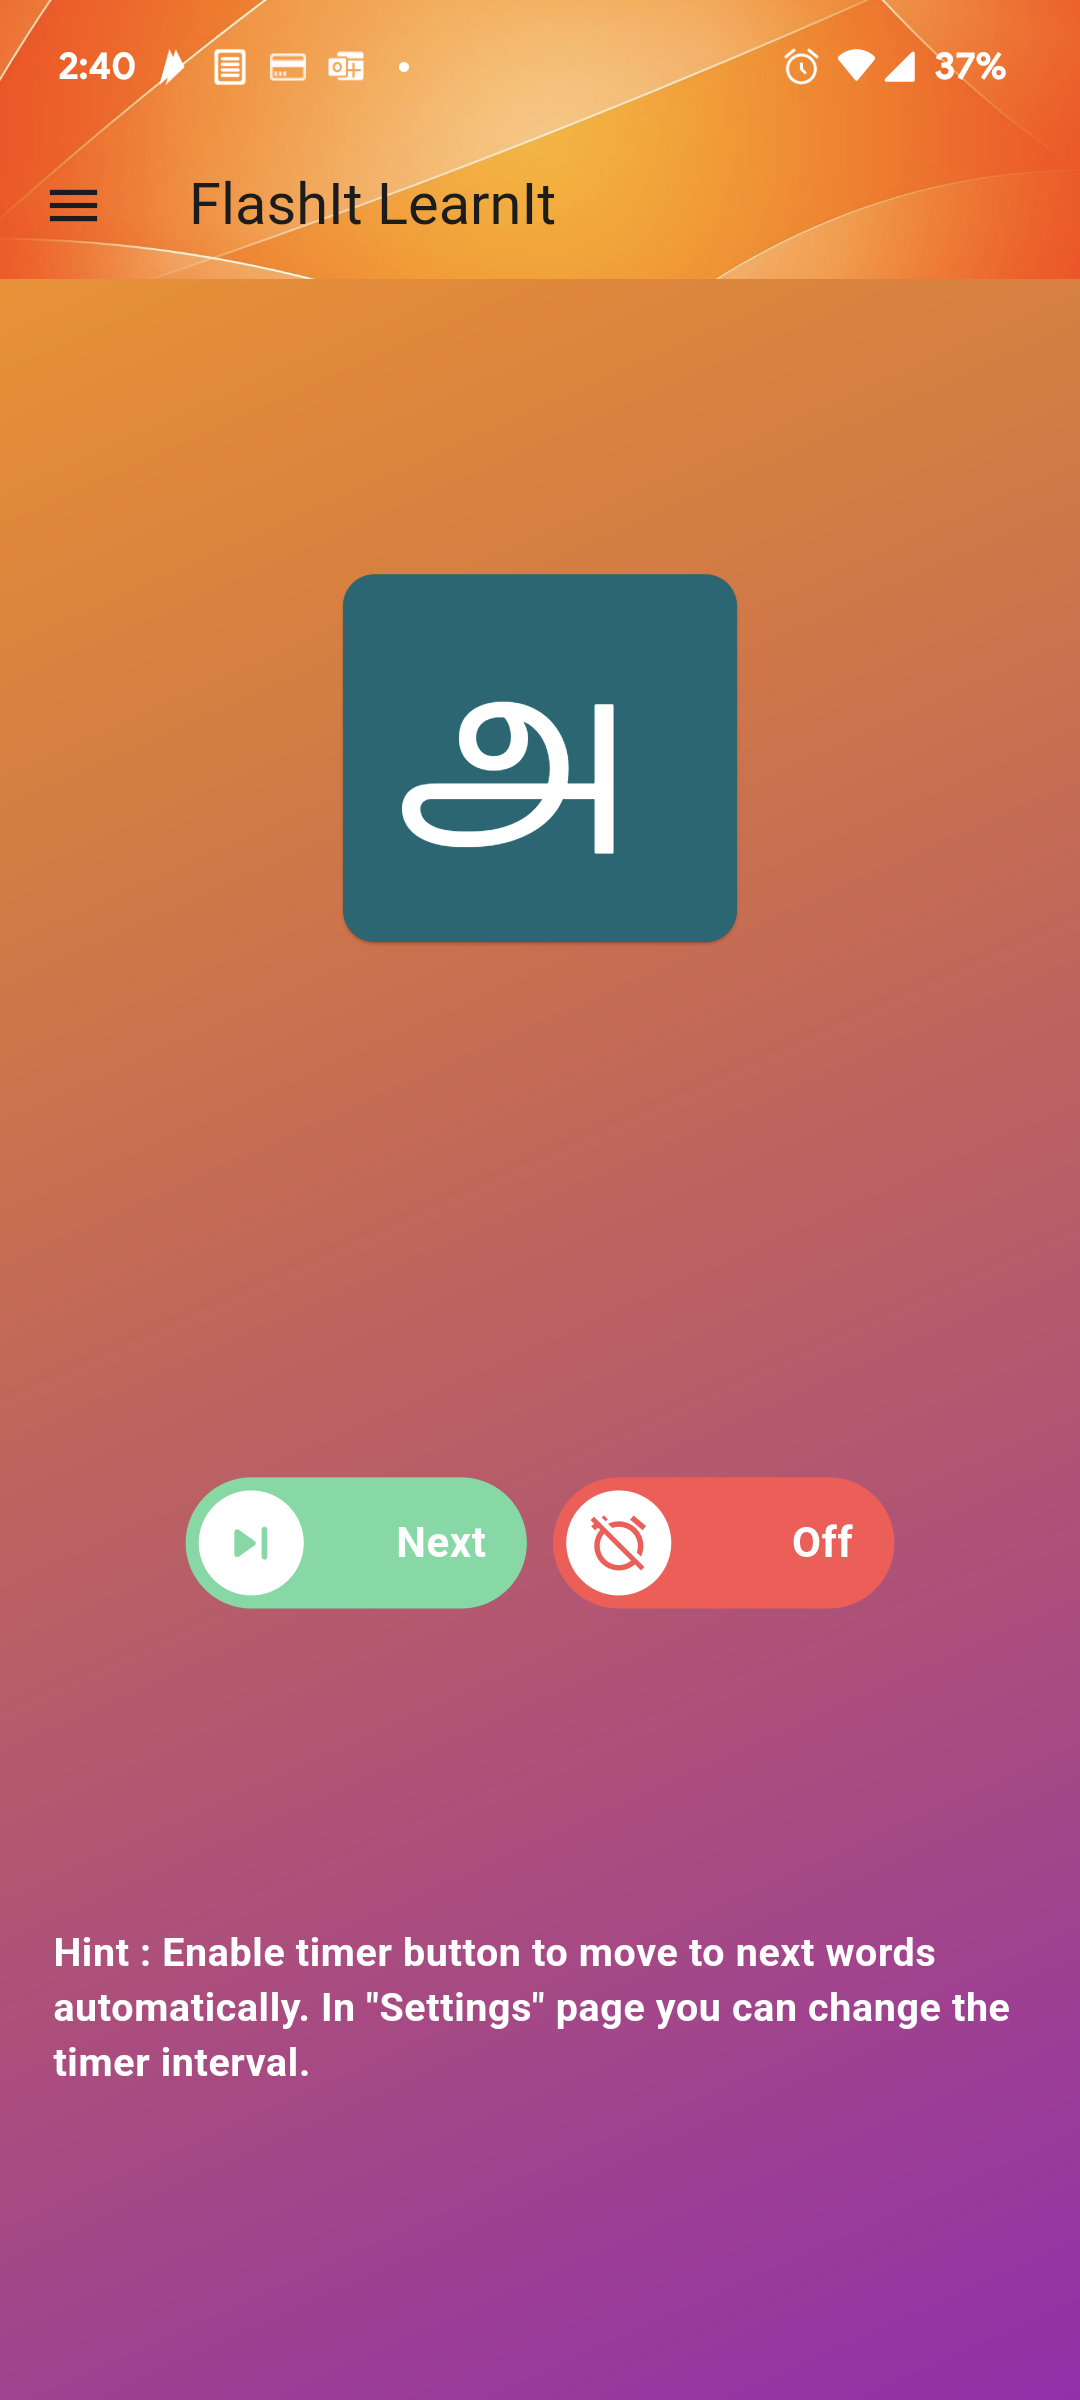 2:40
37%
FlashIt LearnIt
அ
Next
Off
Hint : Enable timer button to move to next words
automatically. In "Settings" page you can change the
timer interval.